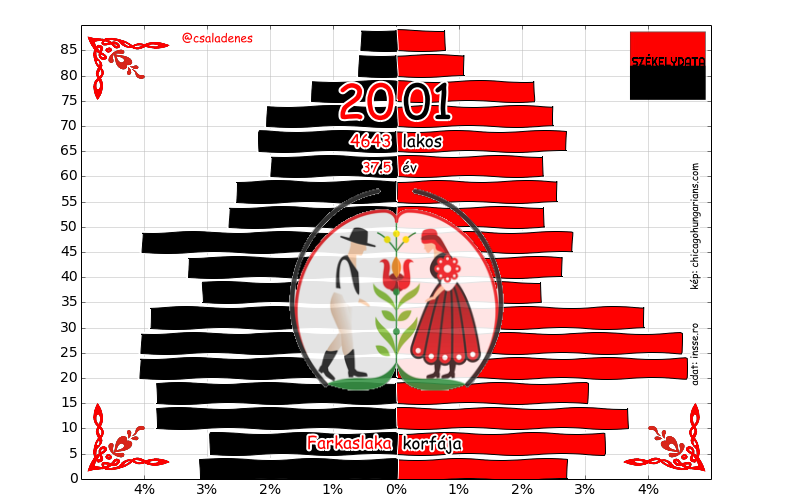 @csaladenes
SZÉKELYDATA
2001
4643 lakos
37.5 év
kép: chicagohungarians.com
adat: insse.ro
Farkaslaka korfája
85
80
75
70
65
60
55
50
45
40
35
30
25
20
15
10
5
0
4% 3% 2% 1% 0% 1% 2% 3% 4%